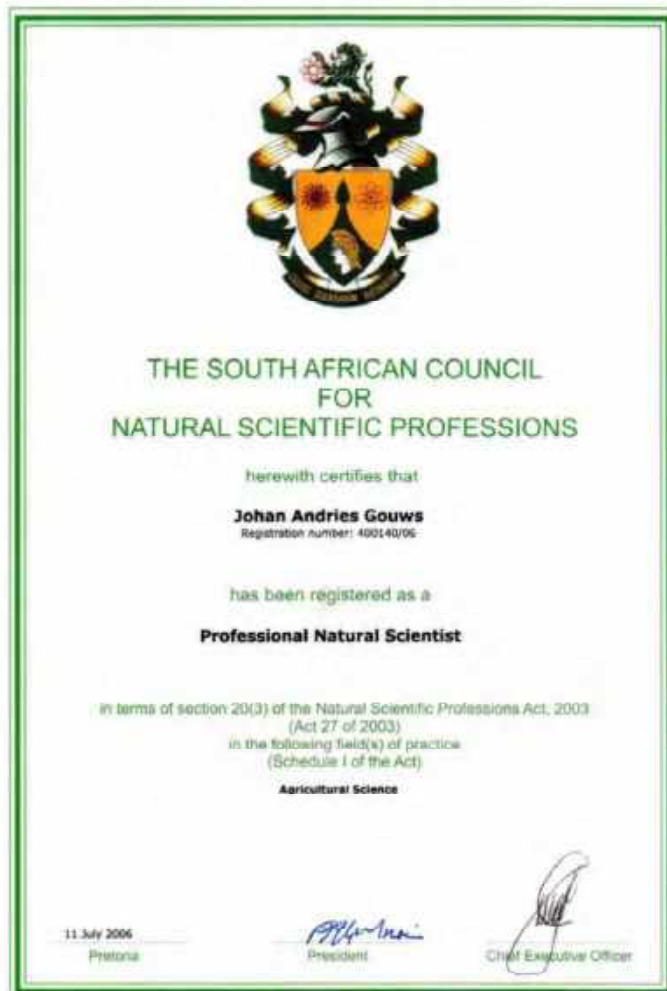 THE SOUTH AFRICAN COUNCIL
FOR
NATURAL SCIENTIFIC PROFESSIONS
herewith certifies that
Johan Andries Gouws
Registration number: 400140/06
has been registered as a
Professional Natural Scientist
in terms of section 20(3) of the Natural Scientific Professions Act, 2003
(Act 27 of 2003)
in the following field(s) of practice
(Schedule I of the Act)
Agricultural Science
11 July 2006
Pretoria
President
Chief Executive Officer